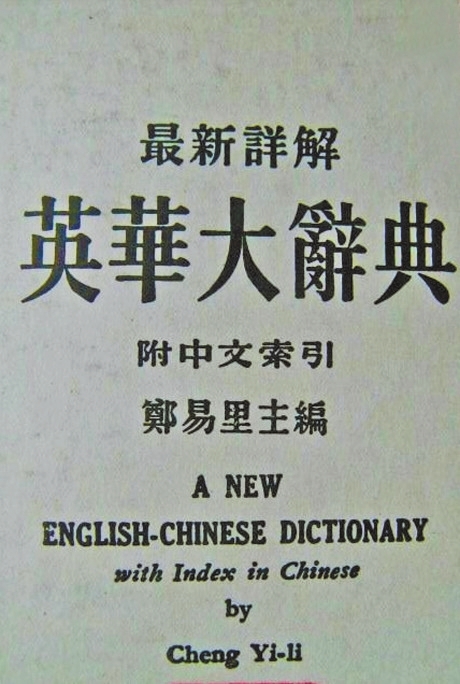 最新詳解
英華大辭典
附中文索引
鄭易里主編
A NEW
ENGLISH-CHINESE DICTIONARY
with Index in Chinese
by
Cheng Yi-li